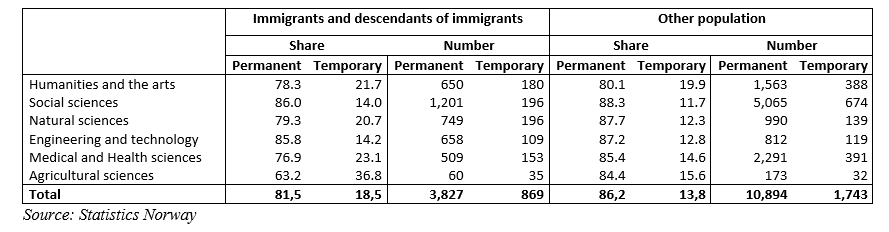 Immigrants and descendants of immigrants Other population
Share Number Share Number
Permanent Temporary Permanent Temporary Permanent Temporary Permanent Temporary
Humanities and the arts 78.3 21.7 650 180 80.1 19.9 1,563 388
Social sciences 86.0 14.0 1,201 196 88.3 11.7 5,065 674
Natural sciences 79.3 20.7 749 196 87.7 12.3 990 139
Engineering and technology 85.8 14.2 658 109 87.2 12.8 812 119
Medical and Health sciences 76.9 23.1 509 153 85.4 14.6 2,291 391
Agricultural sciences 63.2 36.8 60 35 84.4 15.6 173 32
Total 81,5 18,5 3,827 869 86,2 13,8 10,894 1,743
Source: Statistics Norway